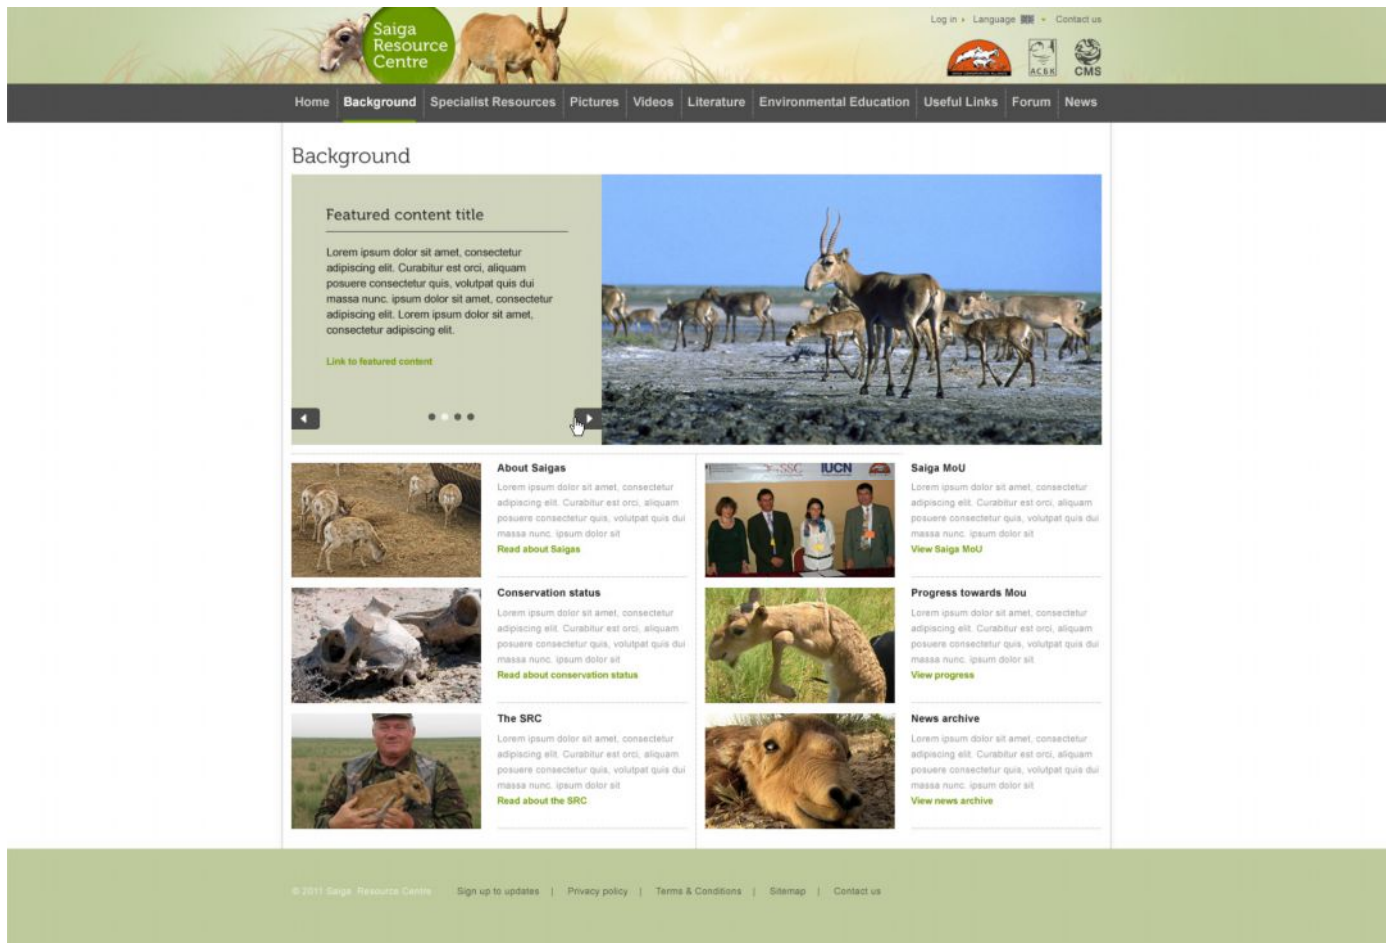 Saiga
Resource
Centre
Log in
Language
Contact us
A C B K
CMS
Home
Background
Specialist Resources
Pictures
Videos
Literature
Environmental Education
Useful Links
Forum
News
Background
Featured content title
Lorem ipsum dolor sit amet, consectetur
adipiscing elit. Curabitur est orci, aliquam
posuere consectetur quis, volutpat quis dui
massa nunc. ipsum dolor sit amet, consectetur
adipiscing elit. Lorem ipsum dolor sit amet,
consectetur adipiscing elit.
Link to featured content
About Saigas
Lorem ipsum dolor sit amet, consectetur
adipiscing elit. Curabitur est orci, aliquam
posuere consectetur quis, volutpat quis dui
massa nunc. ipsum dolor sit
Read about Saigas
SSC
IUCN
Saiga MoU
Lorem ipsum dolor sit amet, consectetur
adipiscing elit. Curabitur est orci, aliquam
posuere consectetur quis, volutpat quis dui
massa nunc. ipsum dolor sit
View Saiga MoU
Conservation status
Lorem ipsum dolor sit amet, consectetur
adipiscing elit. Curabitur est orci, aliquam
posuere consectetur quis, volutpat quis dui
massa nunc. ipsum dolor sit
Read about conservation status
Progress towards Mou
Lorem ipsum dolor sit amet, consectetur
adipiscing elit. Curabitur est orci, aliquam
posuere consectetur quis, volutpat quis dui
massa nunc. ipsum dolor sit
View progress
The SRC
Lorem ipsum dolor sit amet, consectetur
adipiscing elit. Curabitur est orci, aliquam
posuere consectetur quis, volutpat quis dui
massa nunc. ipsum dolor sit
Read about the SRC
News archive
Lorem ipsum dolor sit amet, consectetur
adipiscing elit. Curabitur est orci, aliquam
posuere consectetur quis, volutpat quis dui
massa nunc. ipsum dolor sit
View news archive
© 2011 Saiga Resource Centre
Sign up to updates | Privacy policy | Terms & Conditions | Sitemap | Contact us